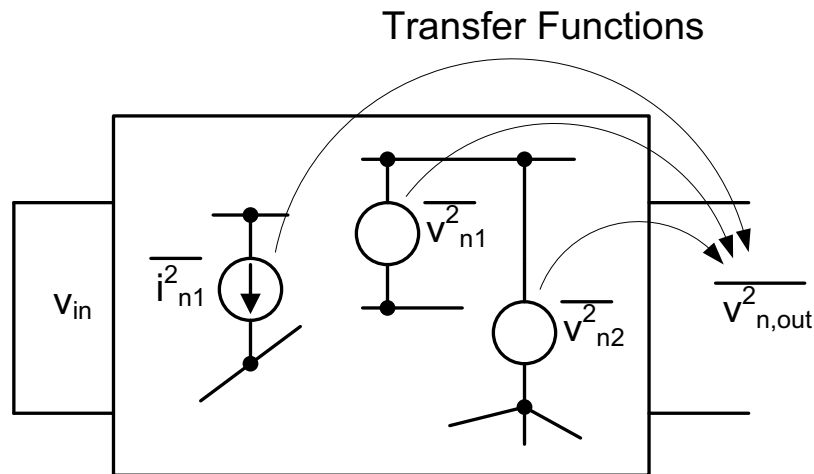 Transfer Functions
v²n1
i²n1
vin
v²n2
v²n,out